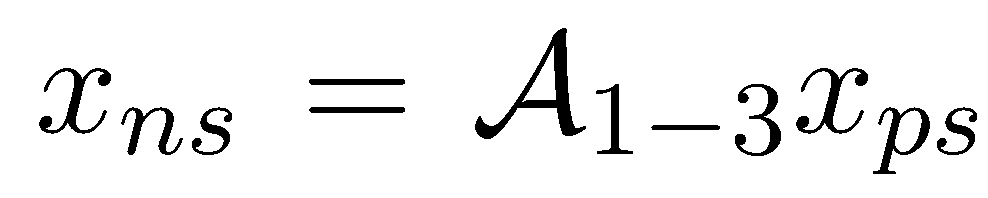 x_{ns} = \mathcal{A}_{1-3} x_{ps}